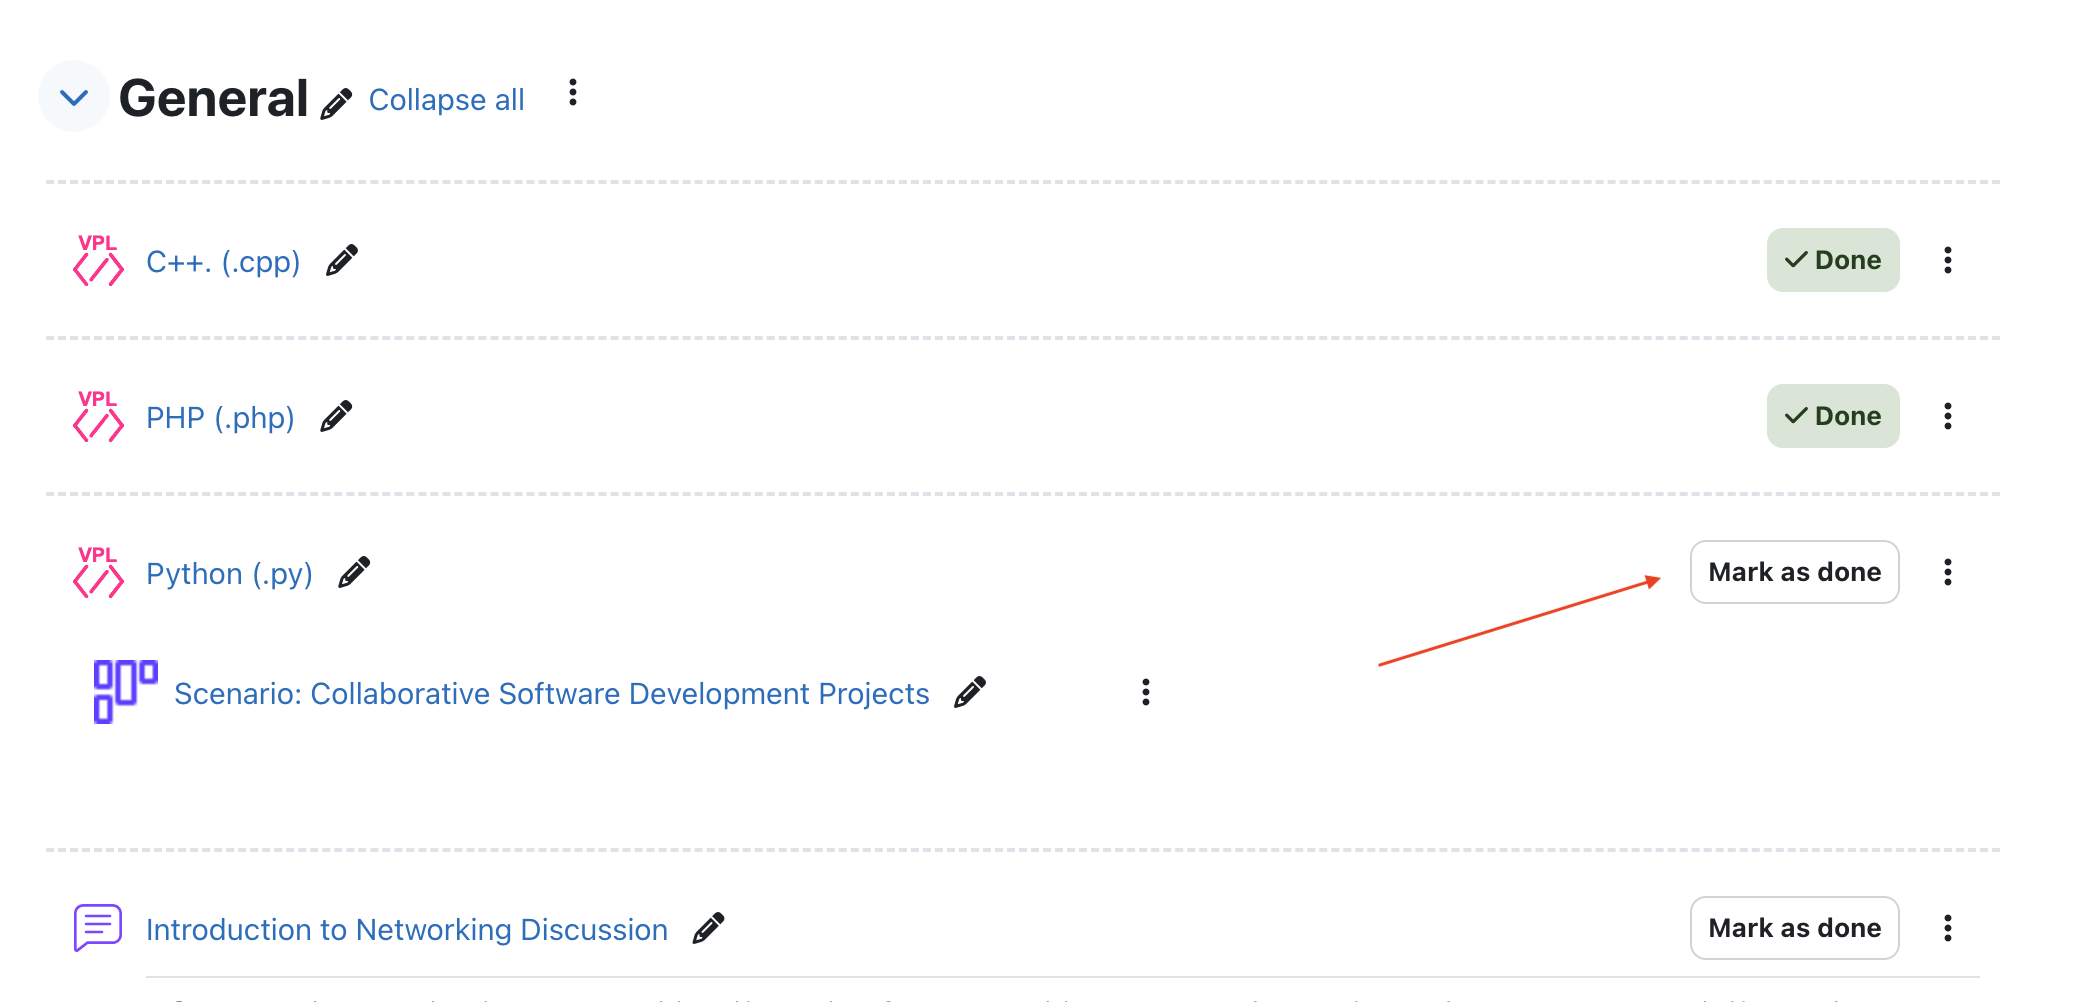 General Collapse all
VPL
C++. (.cpp) Done
VPL
PHP (.php) Done
VPL
Python (.py) Mark as done
Scenario: Collaborative Software Development Projects
Introduction to Networking Discussion Mark as done